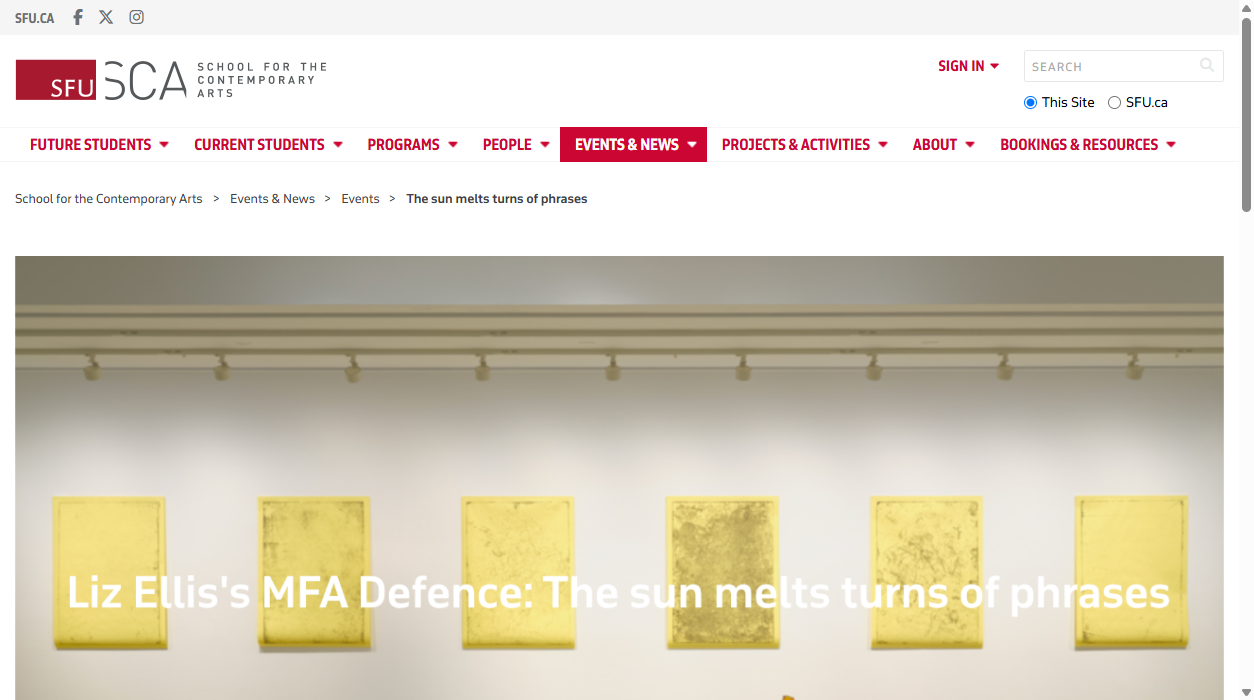 SFU.CA
SFU SCA SCHOOL FOR THE
CONTEMPORARY
ARTS
SIGN IN
SEARCH
This Site SFU.ca
FUTURE STUDENTS CURRENT STUDENTS PROGRAMS PEOPLE EVENTS & NEWS PROJECTS & ACTIVITIES ABOUT BOOKINGS & RESOURCES
School for the Contemporary Arts > Events & News > Events > The sun melts turns of phrases
Liz Ellis's MFA Defence: The sun melts turns of phrases